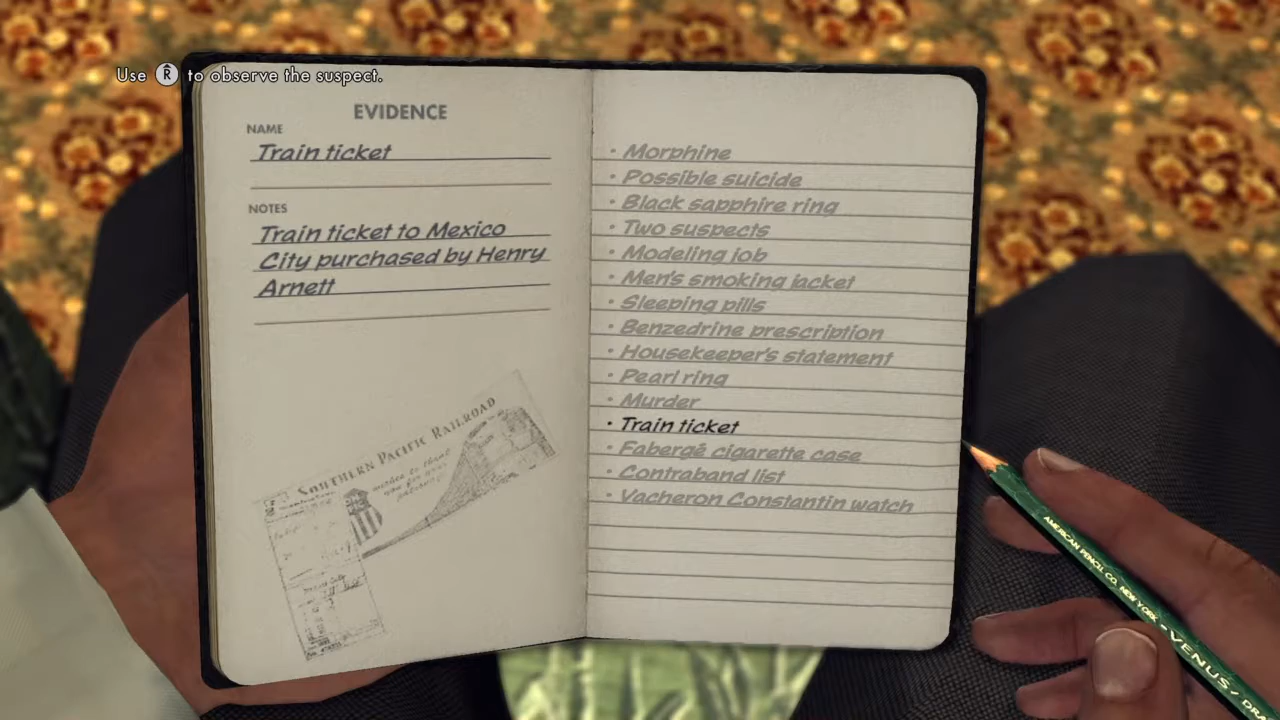 Use R to observe the suspect.
EVIDENCE
NAME
Train ticket
NOTES
Train ticket to Mexico
City purchased by Henry
Arnett
SOUTHERN PACIFIC RAILROAD
• Morphine
• Possible suicide
• Black sapphire ring
• Two suspects
• Modeling job
• Men's smoking jacket
• Sleeping pills
• Benzedrine prescription
• Housekeeper's statement
• Pearl ring
• Murder
• Train ticket
• Fabergé cigarette case
• Contraband list
• Vacheron Constantin watch
AMERICAN PENCIL CO. NEW YORK - VENUS / DRA